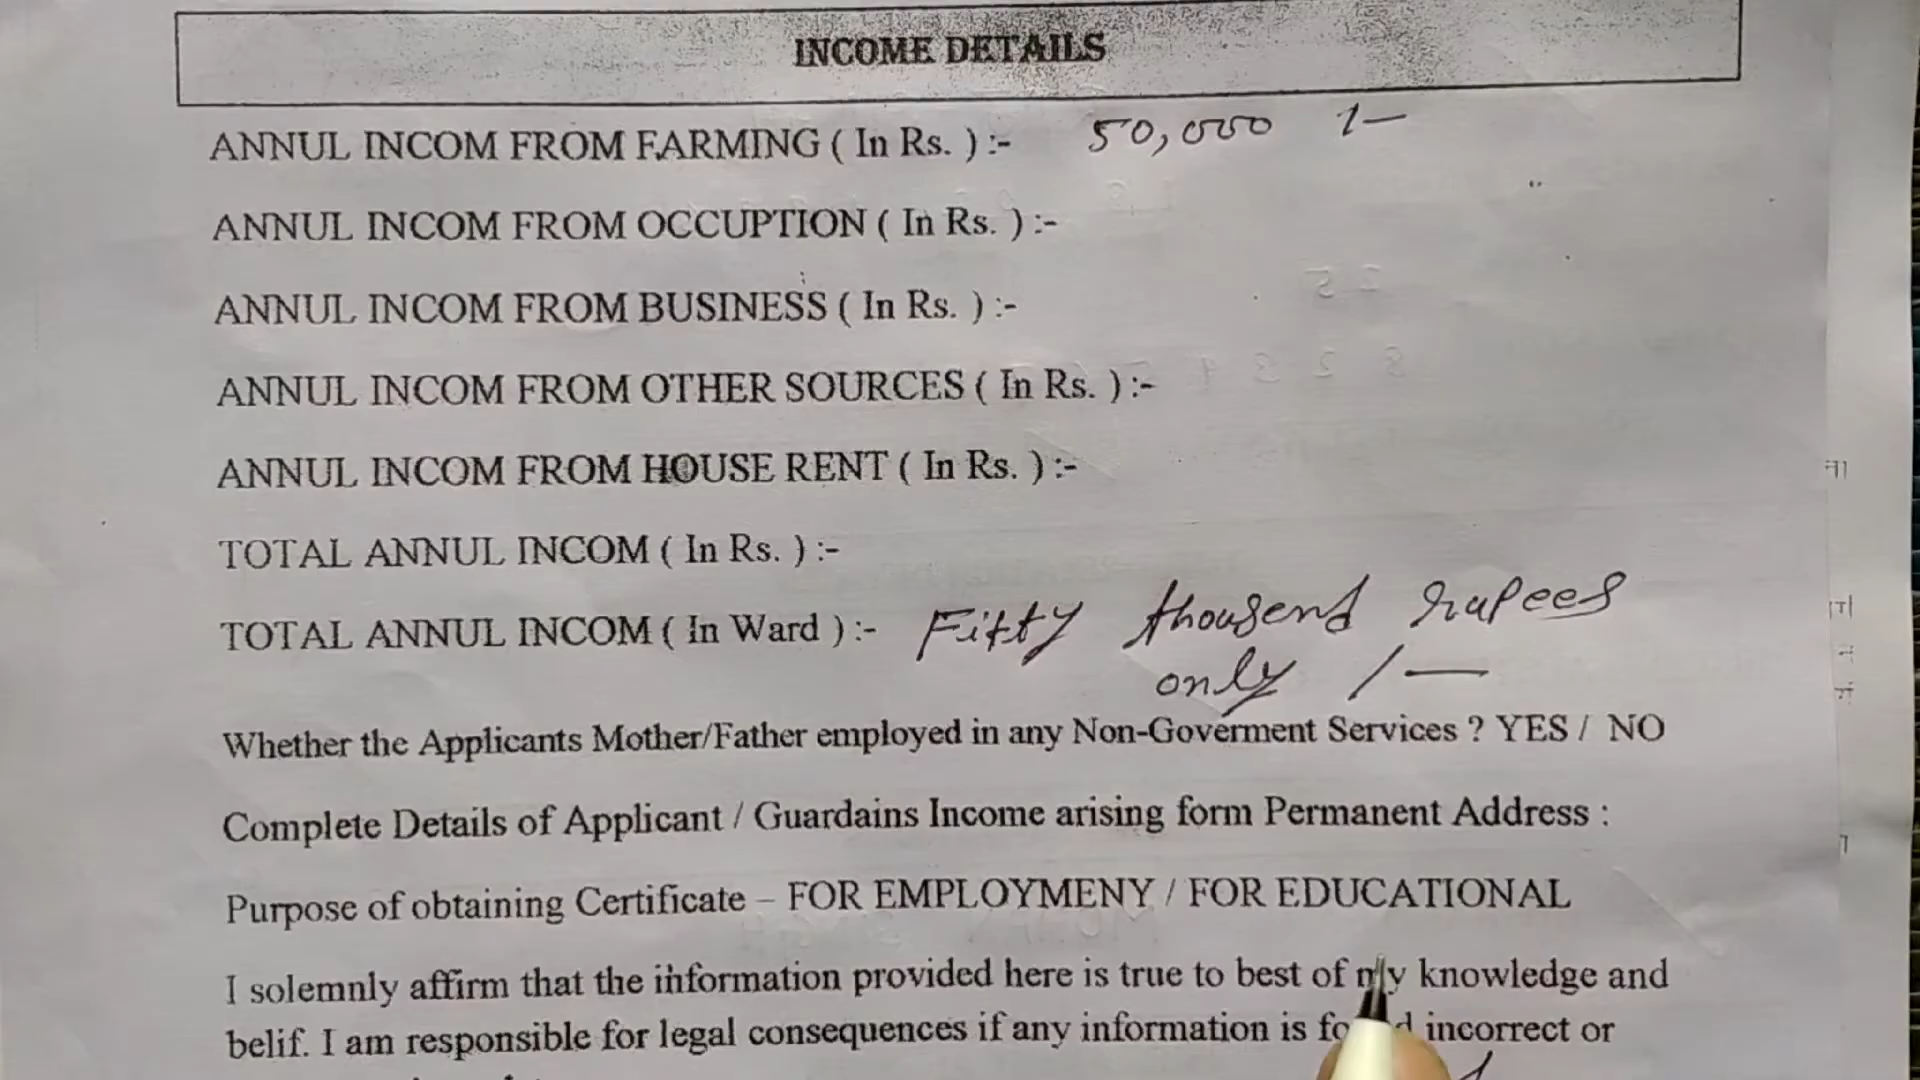 INCOME DETAILS
ANNUL INCOM FROM FARMING ( In Rs. ) :- 50,000 /-
ANNUL INCOM FROM OCCUPTION ( In Rs. ) :-
ANNUL INCOM FROM BUSINESS ( In Rs. ) :-
ANNUL INCOM FROM OTHER SOURCES ( In Rs. ) :-
ANNUL INCOM FROM HOUSE RENT ( In Rs. ) :-
TOTAL ANNUL INCOM ( In Rs. ) :-
TOTAL ANNUL INCOM ( In Ward ) :- Fifty thousend rupees
only /-
Whether the Applicants Mother/Father employed in any Non-Goverment Services ? YES / NO
Complete Details of Applicant / Guardains Income arising form Permanent Address :
Purpose of obtaining Certificate – FOR EMPLOYMENY / FOR EDUCATIONAL
I solemnly affirm that the information provided here is true to best of my knowledge and
belif. I am responsible for legal consequences if any information is found incorrect or